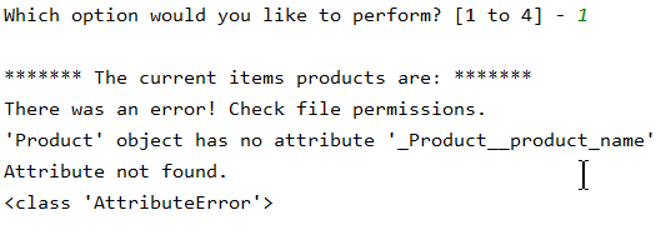 Which option would you like to perform? [1 to 4] - 1
******* The current items products are: *******
There was an error! Check file permissions.
'Product' object has no attribute '_Product__product_name'
Attribute not found.
<class 'AttributeError'>